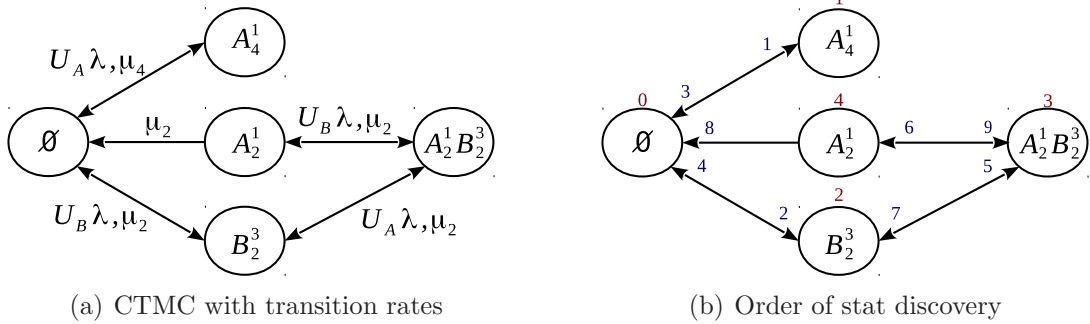 U_A λ,μ_4
A_4^1
∅
μ_2
A_2^1
U_B λ,μ_2
A_2^1 B_2^3
U_B λ,μ_2
B_2^3
U_A λ,μ_2
(a) CTMC with transition rates
1
1
A_4^1
3
0
∅
8
4
A_2^1
6
9
3
A_2^1 B_2^3
4
5
2
2
7
B_2^3
(b) Order of stat discovery